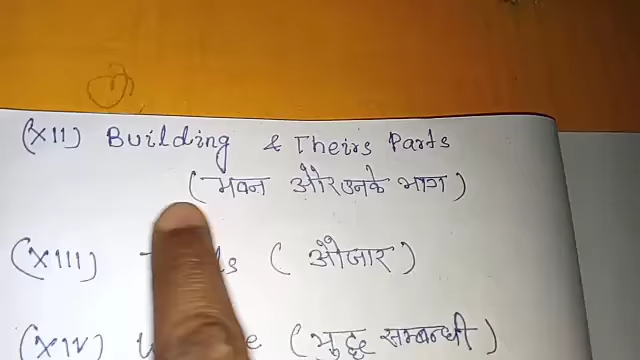 (XII) Building & Theirs Parts
(भवन और उनके भाग)
(XIII) (औजार)
(XIV) (युद्ध सम्बन्धी)